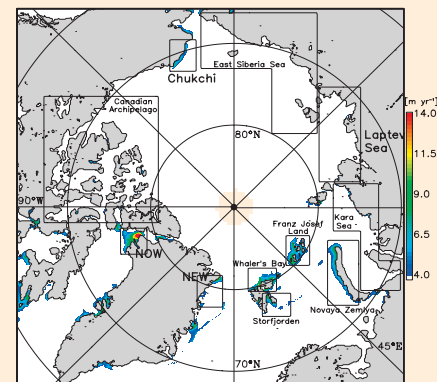 Chukchi
East Siberia Sea
[m yr⁻¹]
14.0
Canadian
Archipelago
80°N
Laptev
Sea
11.5
9.0
90°W
Kara
Sea
Franz Josef
Land
6.5
NOW
Whaler's Bay
NEW
4.0
Novaya Zemlya
Storfjorden
45°E
70°N